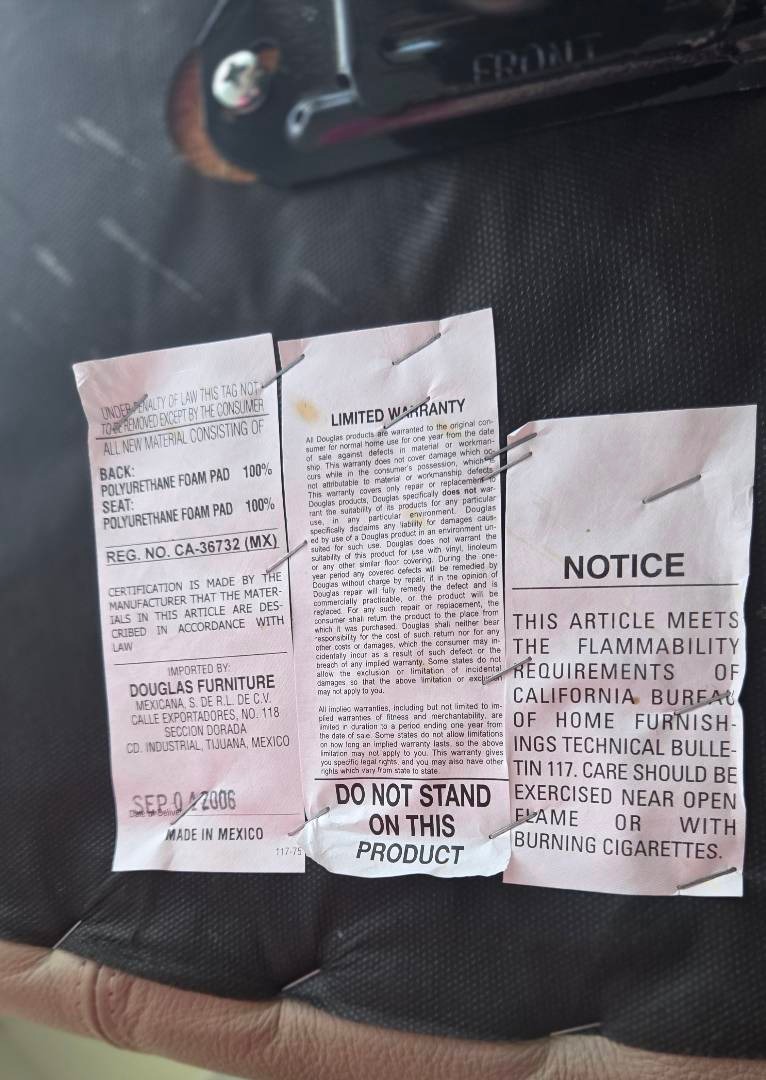 FRONT
UNDER PENALTY OF LAW THIS TAG NOT
TO BE REMOVED EXCEPT BY THE CONSUMER
ALL NEW MATERIAL CONSISTING OF
BACK:
POLYURETHANE FOAM PAD 100%
SEAT:
POLYURETHANE FOAM PAD 100%
REG. NO. CA-36732 (MX)
CERTIFICATION IS MADE BY THE
MANUFACTURER THAT THE MATER-
IALS IN THIS ARTICLE ARE DES-
CRIBED IN ACCORDANCE WITH
LAW
IMPORTED BY:
DOUGLAS FURNITURE
MEXICANA, S. DE R.L. DE C.V.
CALLE EXPORTADORES, NO. 118
SECCION DORADA
CD. INDUSTRIAL, TIJUANA, MEXICO
SEP 0 2006
Date of Delivery
MADE IN MEXICO
117-75
LIMITED WARRANTY
All Douglas products are warranted to the original con-
sumer for normal home use for one year from the date
of sale against defects in material or workman-
ship. This warranty does not cover damage which oc-
curs while in the consumer's possession, which is
not attributable to material or workmanship defects.
This warranty covers only repair or replacement to
Douglas products, Douglas specifically does not war-
rant the suitability of its products for any particular
use, in any particular environment. Douglas
specifically disclaims any liability for damages caus-
ed by use of a Douglas product in an environment un-
suited for such use. Douglas does not warrant the
suitability of this product for use with vinyl, linoleum
or any other similar floor covering. During the one-
year period any covered defects will be remedied by
Douglas without charge by repair, if in the opinion of
Douglas repair will fully remedy the defect and is
commercially practicable, or the product will be
replaced. For any such repair or replacement, the
consumer shall return the product to the place from
which it was purchased. Douglas shall neither bear
responsibility for the cost of such return nor for any
other costs or damages, which the consumer may in-
cidentally incur as a result of such defect or the
breach of any implied warranty. Some states do not
allow the exclusion or limitation of incidental
damages, so that the above limitation or exclusion
may not apply to you.
All implied warranties, including but not limited to im-
plied warranties of fitness and merchantability, are
limited in duration to a period ending one year from
the date of sale. Some states do not allow limitations
on how long an implied warranty lasts, so the above
limitation may not apply to you. This warranty gives
you specific legal rights, and you may also have other
rights which vary from state to state.
DO NOT STAND
ON THIS
PRODUCT
NOTICE
THIS ARTICLE MEETS
THE FLAMMABILITY
REQUIREMENTS OF
CALIFORNIA BUREAU
OF HOME FURNISH-
INGS TECHNICAL BULLE-
TIN 117. CARE SHOULD BE
EXERCISED NEAR OPEN
FLAME OR WITH
BURNING CIGARETTES.